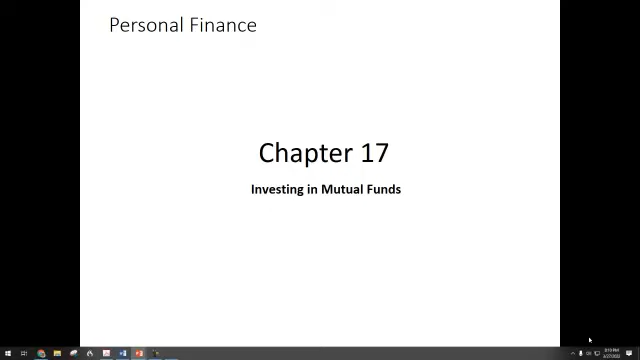 Personal Finance
Chapter 17
Investing in Mutual Funds